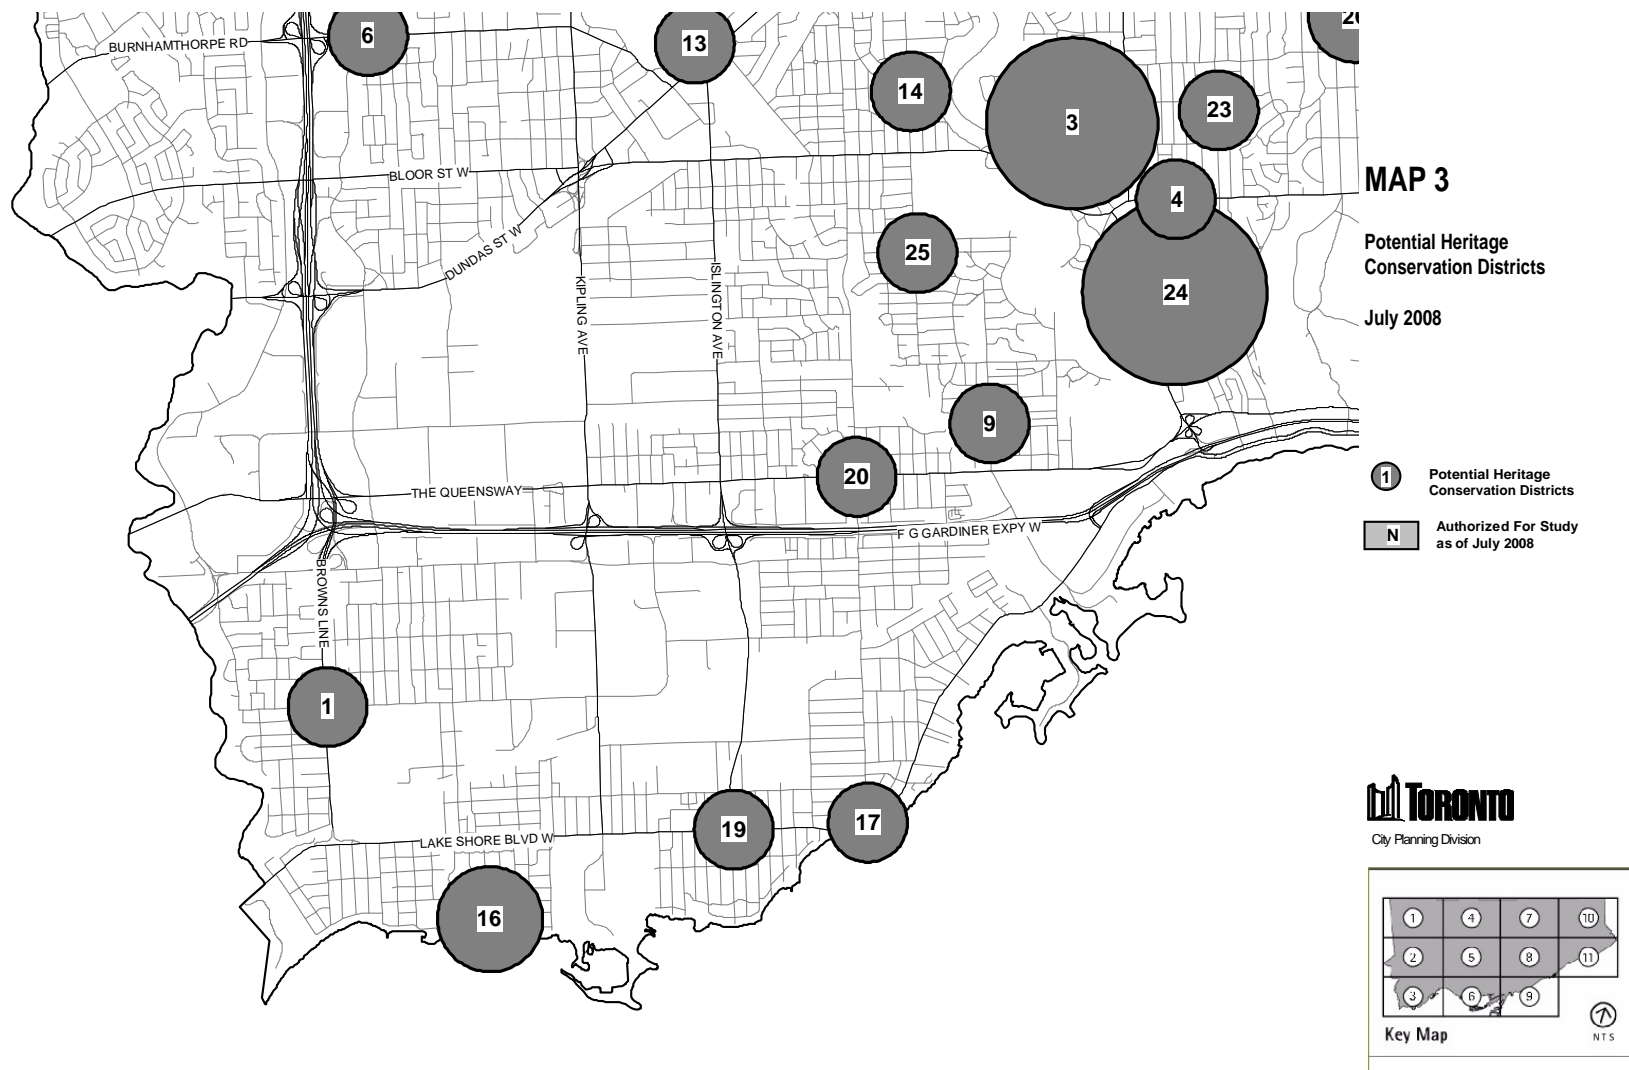 6
13
BURNHAMTHORPE RD
14
3
23
BLOOR ST W
4
MAP 3
DUNDAS ST W
25
KIPLING AVE
ISLINGTON AVE
24
Potential Heritage
Conservation Districts
July 2008
9
20
THE QUEENSWAY
F G GARDINER EXPY W
1
Potential Heritage
Conservation Districts
N
Authorized For Study
as of July 2008
BROWNS LINE
1
19
17
LAKE SHORE BLVD W
16
TORONTO
City Planning Division
1 4 7 10
2 5 8 11
3 6 9
Key Map
NTS